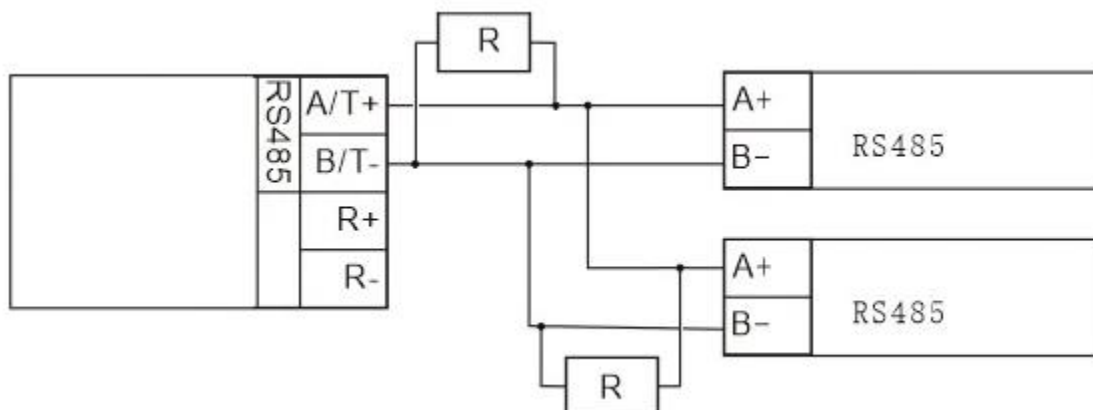 R
RS485
A/T+
B/T-
R+
R-
A+
B-
RS485
A+
B-
RS485
R